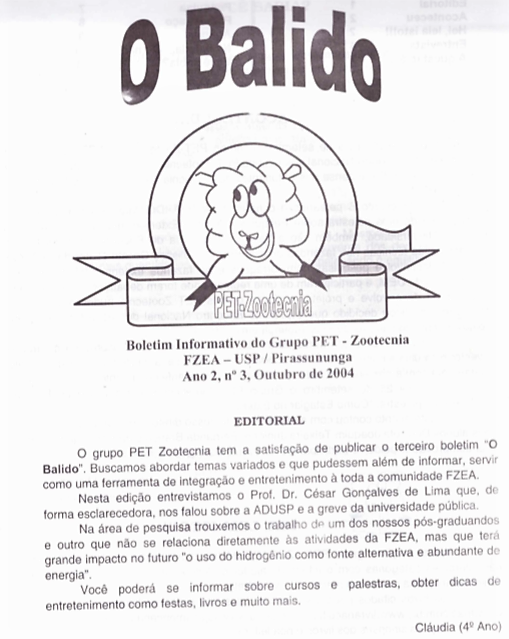 O Balido
PET-Zootecnia
Boletim Informativo do Grupo PET - Zootecnia
FZEA – USP / Pirassununga
Ano 2, nº 3, Outubro de 2004
EDITORIAL
O grupo PET Zootecnia tem a satisfação de publicar o terceiro boletim "O
Balido". Buscamos abordar temas variados e que pudessem além de informar, servir
como uma ferramenta de integração e entretenimento à toda a comunidade FZEA.
Nesta edição entrevistamos o Prof. Dr. César Gonçalves de Lima que, de
forma esclarecedora, nos falou sobre a ADUSP e a greve da universidade pública.
Na área de pesquisa trouxemos o trabalho de um dos nossos pós-graduandos
e outro que não se relaciona diretamente às atividades da FZEA, mas que terá
grande impacto no futuro "o uso do hidrogênio como fonte alternativa e abundante de
energia".
Você poderá se informar sobre cursos e palestras, obter dicas de
entretenimento como festas, livros e muito mais.
Cláudia (4º Ano)